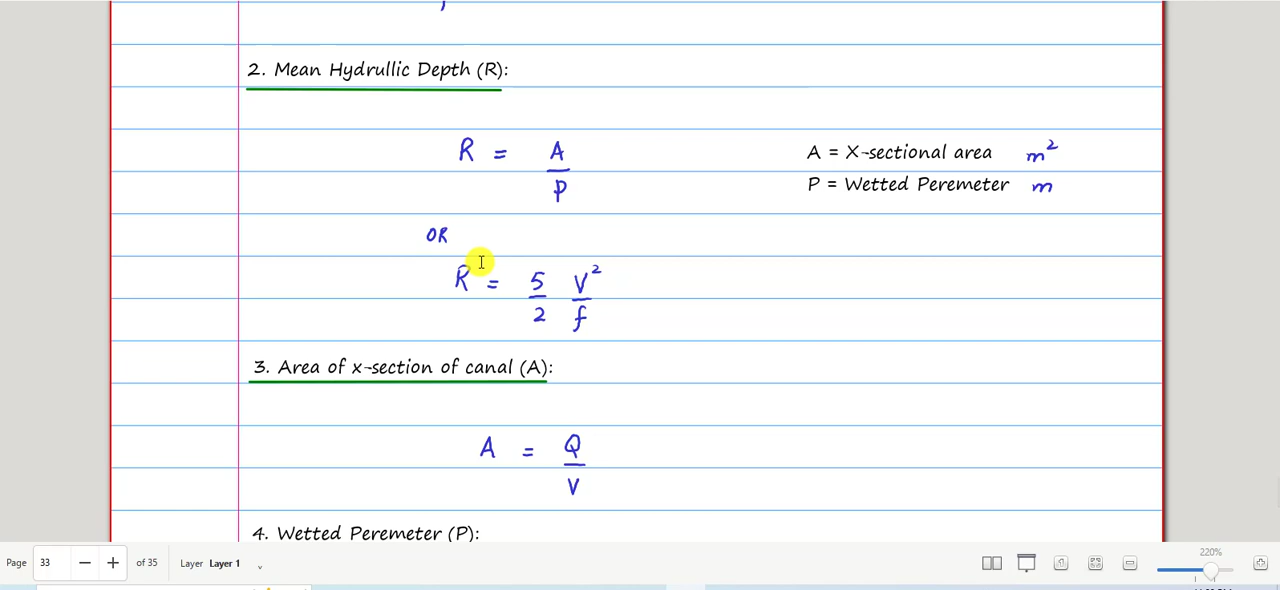 2. Mean Hydrullic Depth (R):
R = A/P
A = X-sectional area m²
P = Wetted Peremeter m
OR
R = 5/2 V²/f
3. Area of x-section of canal (A):
A = Q/V
4. Wetted Peremeter (P):
Page 33 of 35 Layer Layer 1 220%